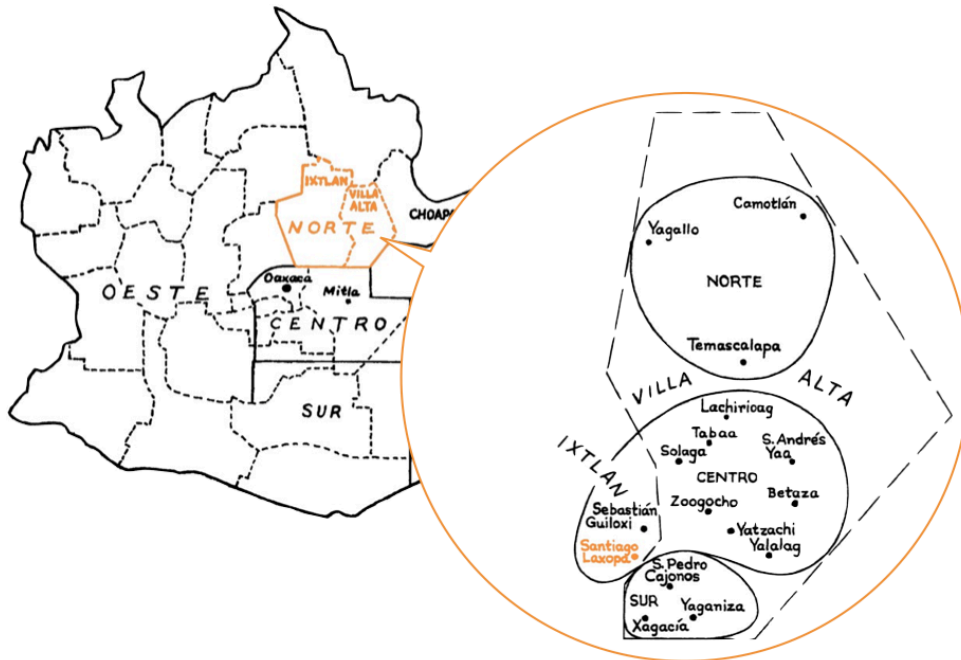 IXTLAN
VILLA
ALTA
NORTE
OESTE
Oaxaca
Mitla
CENTRO
SUR
Camotlán
Yagallo
NORTE
Temascalapa
VILLA
ALTA
IXTLAN
Lachirioag
Tabaa
Solaga
S. Andrés
Yaa
CENTRO
Zoogocho
Betaza
Sebastián
Guiloxi
Yatzachi
Yalalag
Santiago
Laxopa
S. Pedro
Cajonos
SUR
Yaganiza
Xagacía